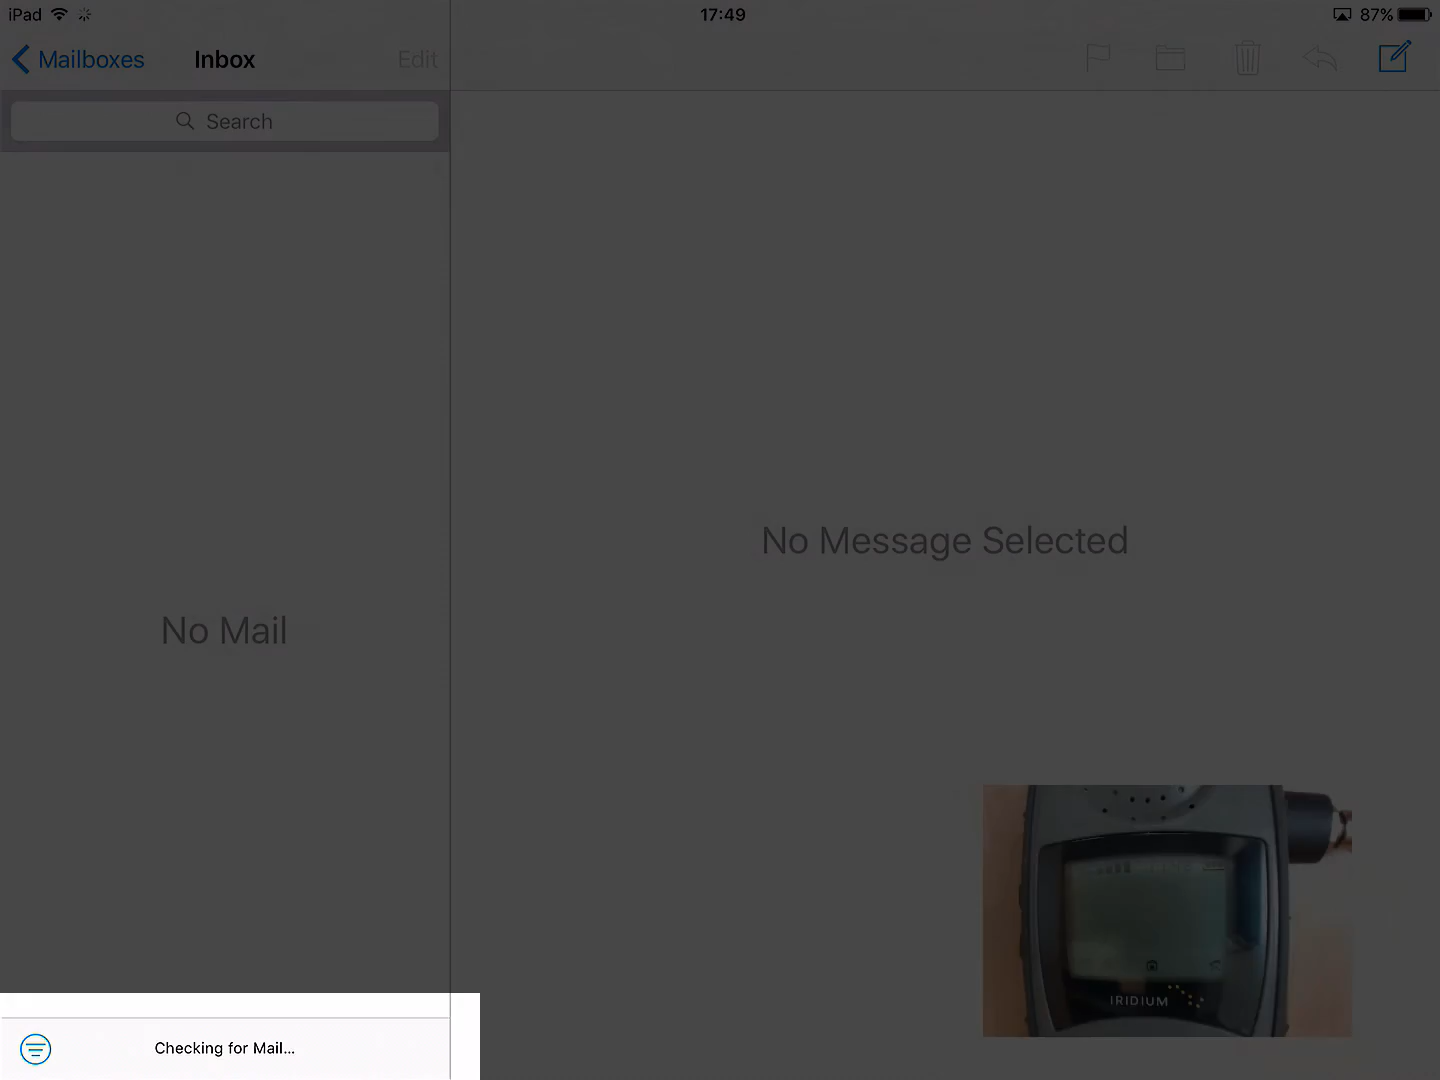 iPad 17:49 87%
Mailboxes Inbox Edit
Search
No Message Selected
No Mail
IRIDIUM
Checking for Mail...